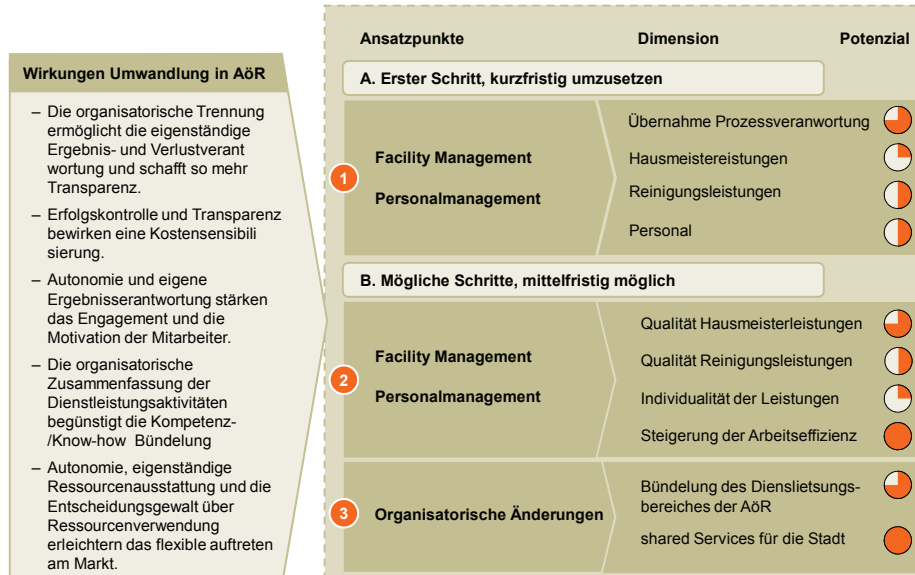 Wirkungen Umwandlung in AöR
– Die organisatorische Trennung
ermöglicht die eigenständige
Ergebnis- und Verlustverant
wortung und schafft so mehr
Transparenz.
– Erfolgskontrolle und Transparenz
bewirken eine Kostensensibili
sierung.
– Autonomie und eigene
Ergebnisserantwortung stärken
das Engagement und die
Motivation der Mitarbeiter.
– Die organisatorische
Zusammenfassung der
Dienstleistungsaktivitäten
begünstigt die Kompetenz-
/Know-how Bündelung
– Autonomie, eigenständige
Ressourcenausstattung und die
Entscheidungsgewalt über
Ressourcenverwendung
erleichtern das flexible auftreten
am Markt.
Ansatzpunkte Dimension Potenzial
A. Erster Schritt, kurzfristig umzusetzen
1
Facility Management
Personalmanagement
Übernahme Prozessveranwortung
Hausmeistereistungen
Reinigungsleistungen
Personal
B. Mögliche Schritte, mittelfristig möglich
2
Facility Management
Personalmanagement
Qualität Hausmeisterleistungen
Qualität Reinigungsleistungen
Individualität der Leistungen
Steigerung der Arbeitseffizienz
3
Organisatorische Änderungen
Bündelung des Dienslietsungs-
bereiches der AöR
shared Services für die Stadt